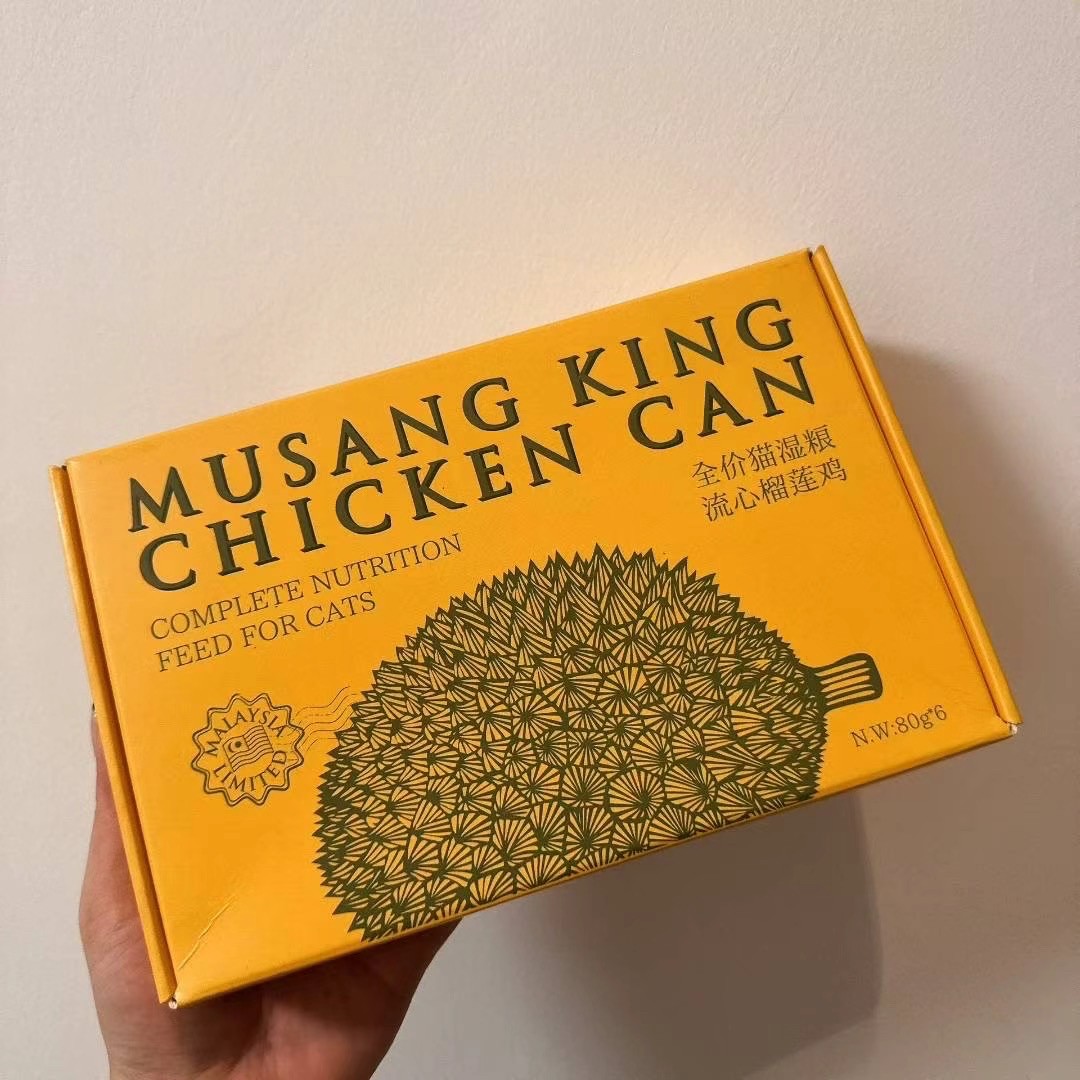 MUSANG KING
CHICKEN CAN
全价猫湿粮
流心榴莲鸡
COMPLETE NUTRITION
FEED FOR CATS
MALAYSIA
LIMITED
N.W:80g*6